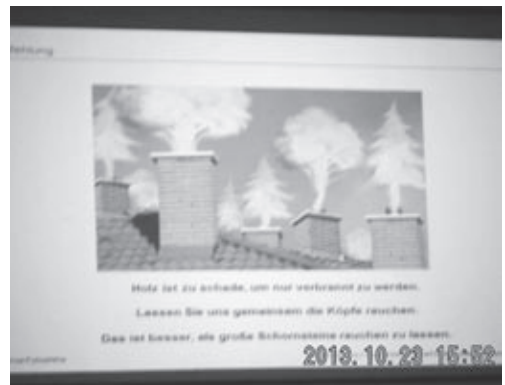 Holz ist zu schade, um nur verbrannt zu werden.
Lassen Sie uns gemeinsam die Köpfe rauchen.
Das ist besser, als große Schornsteine rauchen zu lassen.
2013.10.23 15:52